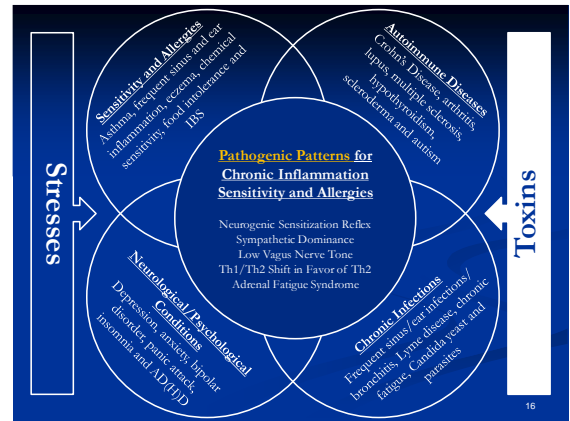 Stresses
Sensitivity and Allergies
Asthma, frequent sinus and ear
inflammation, eczema, chemical
sensitivity, food intolerance and
IBS
Autoimmune Diseases
Crohn's Disease, arthritis,
lupus, multiple sclerosis,
hypothyroidism,
scleroderma and autism
Pathogenic Patterns for
Chronic Inflammation
Sensitivity and Allergies
Neurogenic Sensitization Reflex
Sympathetic Dominance
Low Vagus Nerve Tone
Th1/Th2 Shift in Favor of Th2
Adrenal Fatigue Syndrome
Neurological/Psychological
Conditions
Depression, anxiety, bipolar
disorder, panic attack,
insomnia and AD(H)D
Chronic Infections
Frequent sinus/ear infections/
bronchitis, Lyme disease, chronic
fatigue, Candida yeast and
parasites
Toxins
16